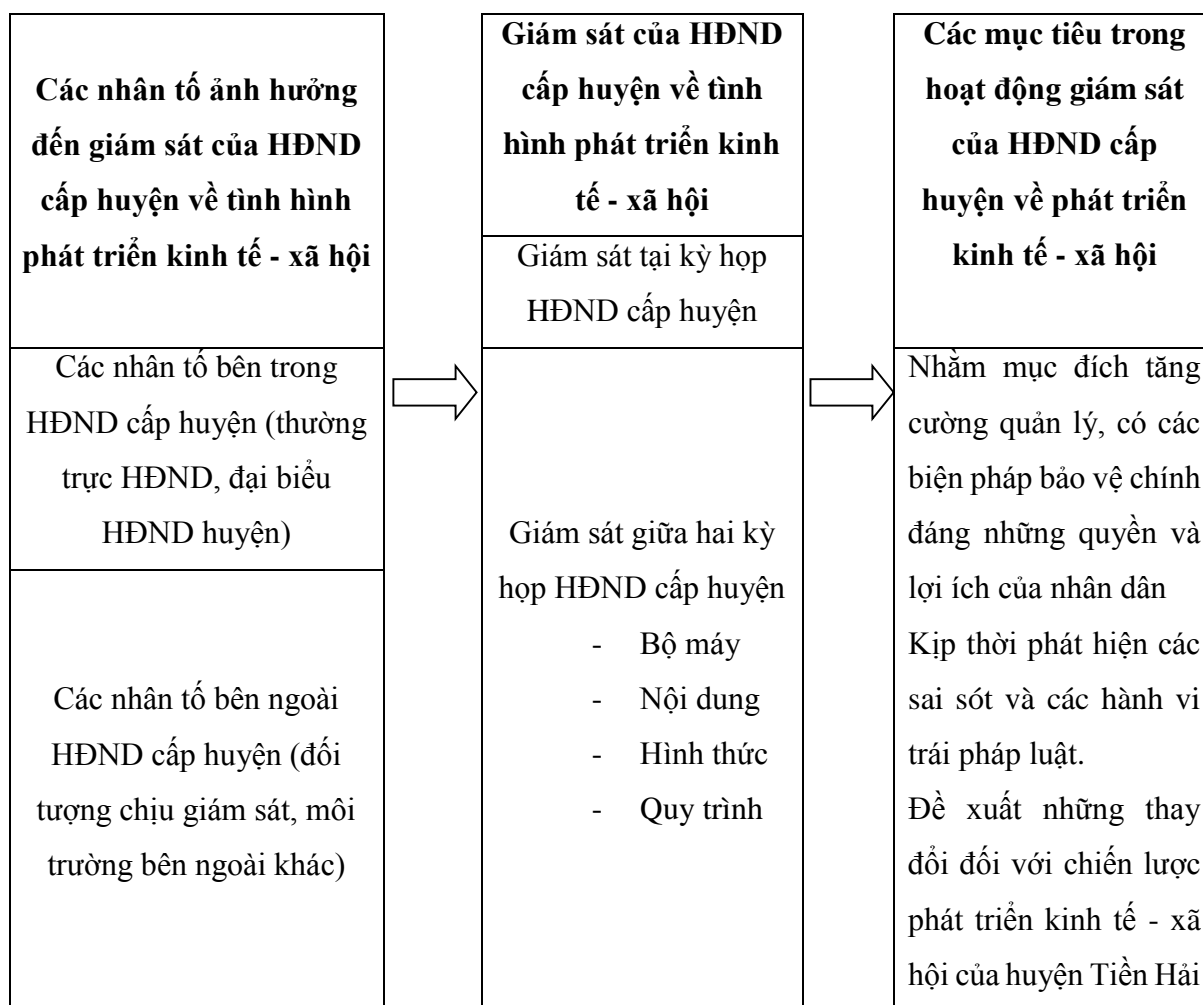 Các nhân tố ảnh hưởng
đến giám sát của HĐND
cấp huyện về tình hình
phát triển kinh tế - xã hội
Các nhân tố bên trong
HĐND cấp huyện (thường
trực HĐND, đại biểu
HĐND huyện)
Các nhân tố bên ngoài
HĐND cấp huyện (đối
tượng chịu giám sát, môi
trường bên ngoài khác)
Giám sát của HĐND
cấp huyện về tình
hình phát triển kinh
tế - xã hội
Giám sát tại kỳ họp
HĐND cấp huyện
Giám sát giữa hai kỳ
họp HĐND cấp huyện
- Bộ máy
- Nội dung
- Hình thức
- Quy trình
Các mục tiêu trong
hoạt động giám sát
của HĐND cấp
huyện về phát triển
kinh tế - xã hội
Nhằm mục đích tăng
cường quản lý, có các
biện pháp bảo vệ chính
đáng những quyền và
lợi ích của nhân dân
Kịp thời phát hiện các
sai sót và các hành vi
trái pháp luật.
Đề xuất những thay
đổi đối với chiến lược
phát triển kinh tế - xã
hội của huyện Tiền Hải